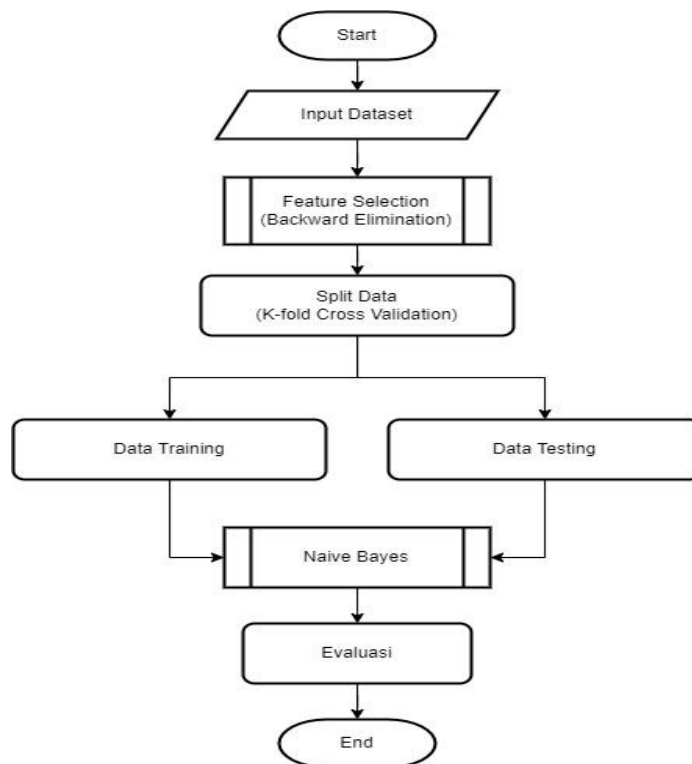 Start
Input Dataset
Feature Selection
(Backward Elimination)
Split Data
(K-fold Cross Validation)
Data Training
Data Testing
Naive Bayes
Evaluasi
End